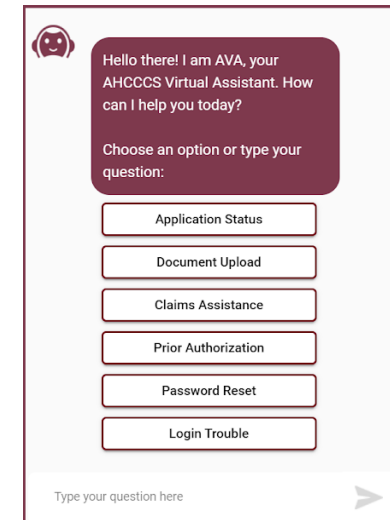 Hello there! I am AVA, your
AHCCCS Virtual Assistant. How
can I help you today?
Choose an option or type your
question:
Application Status
Document Upload
Claims Assistance
Prior Authorization
Password Reset
Login Trouble
Type your question here